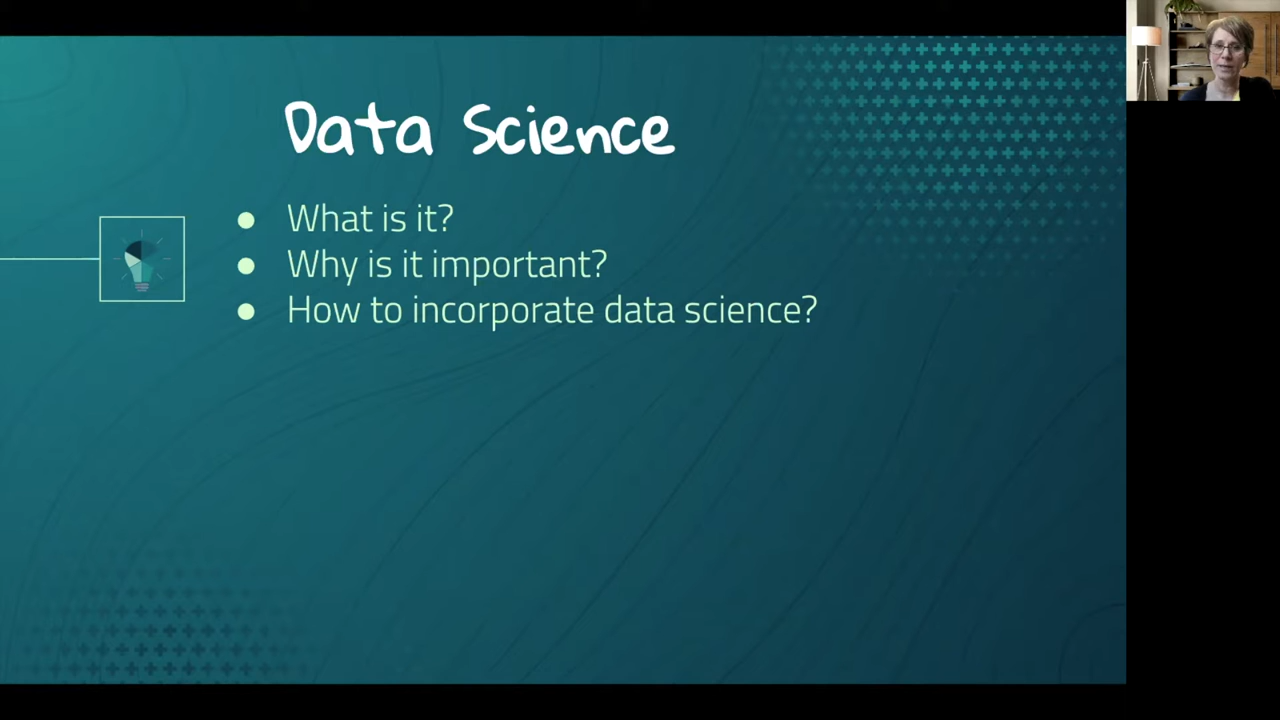 Data Science
● What is it?
● Why is it important?
● How to incorporate data science?